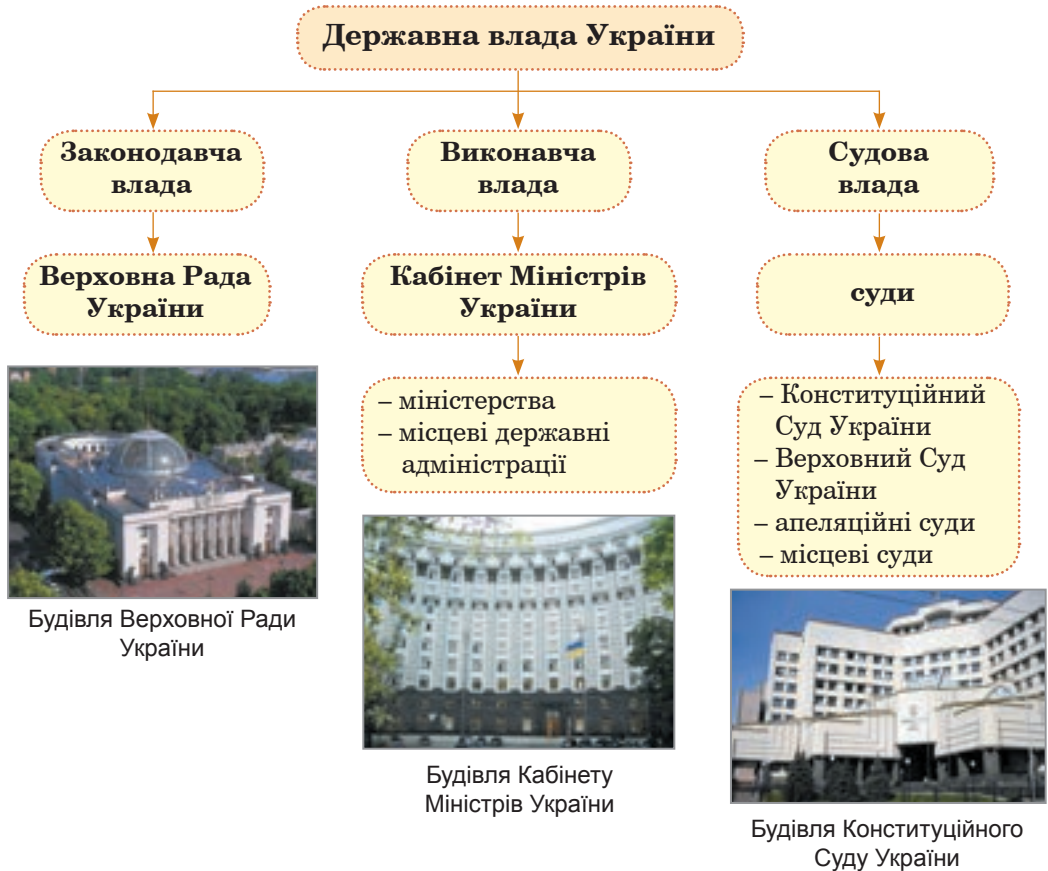 Державна влада України
Законодавча
влада
Верховна Рада
України
Будівля Верховної Ради
України
Виконавча
влада
Кабінет Міністрів
України
– міністерства
– місцеві державні
адміністрації
Будівля Кабінету
Міністрів України
Судова
влада
суди
– Конституційний
Суд України
– Верховний Суд
України
– апеляційні суди
– місцеві суди
Будівля Конституційного
Суду України